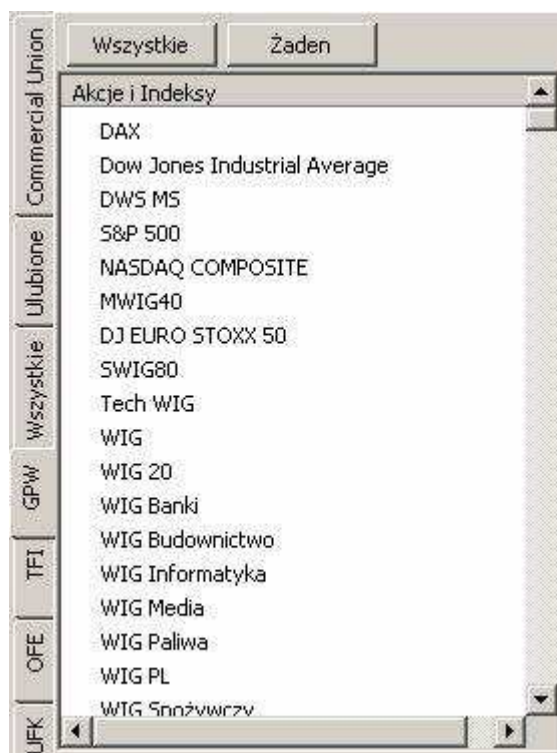 Wszystkie Żaden
Akcje i Indeksy
DAX
Dow Jones Industrial Average
DWS MS
S&P 500
NASDAQ COMPOSITE
MWIG40
DJ EURO STOXX 50
SWIG80
Tech WIG
WIG
WIG 20
WIG Banki
WIG Budownictwo
WIG Informatyka
WIG Media
WIG Paliwa
WIG PL
WIG Spożywczy
Commercial Union
Ulubione
Wszystkie
GPW
TFI
OFE
UFK